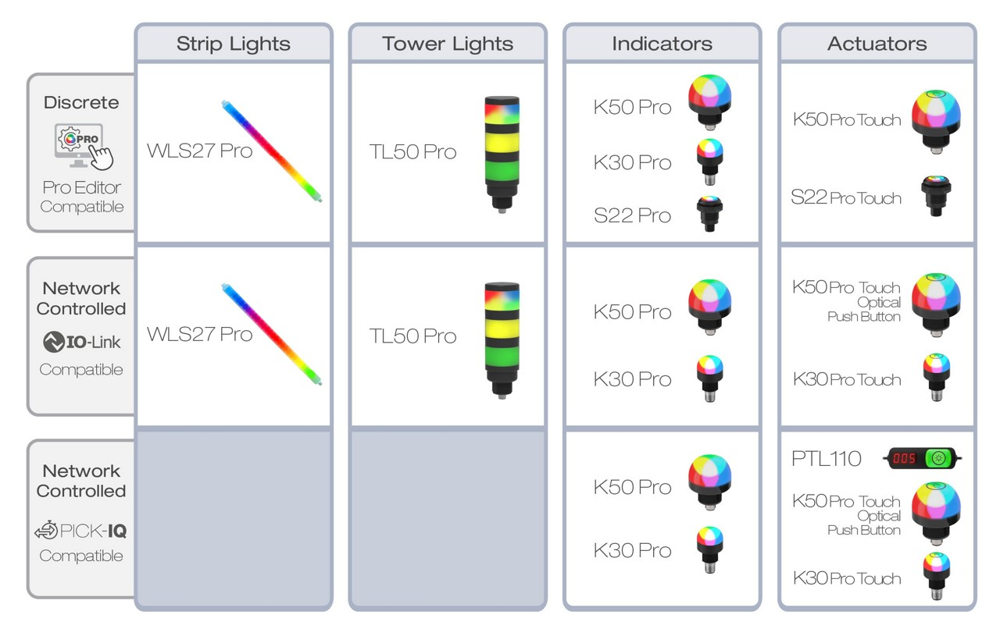 Strip Lights
Tower Lights
Indicators
Actuators
Discrete
PRO
Pro Editor
Compatible
WLS27 Pro
TL50 Pro
K50 Pro
K30 Pro
S22 Pro
K50 Pro Touch
S22 Pro Touch
Network
Controlled
IO-Link
Compatible
WLS27 Pro
TL50 Pro
K50 Pro
K30 Pro
K50 Pro Touch
Optical
Push Button
K30 Pro Touch
Network
Controlled
PICK-IQ
Compatible
K50 Pro
K30 Pro
PTL110
005
K50 Pro Touch
Optical
Push Button
K30 Pro Touch